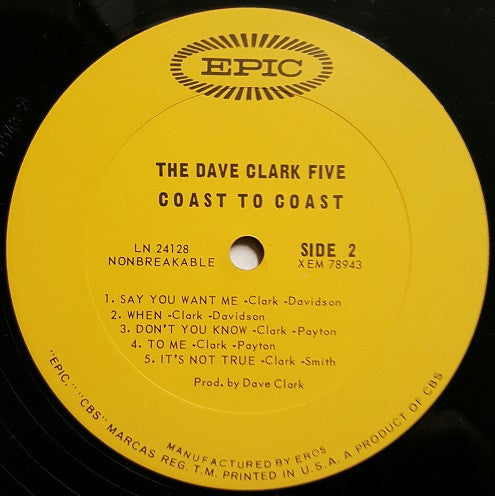 EPIC
THE DAVE CLARK FIVE
COAST TO COAST
LN 24128
NONBREAKABLE
SIDE 2
XEM 78943
1. SAY YOU WANT ME -Clark -Davidson
2. WHEN -Clark -Davidson
3. DON'T YOU KNOW -Clark -Payton
4. TO ME -Clark -Payton
5. IT'S NOT TRUE -Clark -Smith
Prod. by Dave Clark
MANUFACTURED BY EROS
"EPIC," "CBS" MARCAS REG. T.M. PRINTED IN U.S.A. A PRODUCT OF CBS